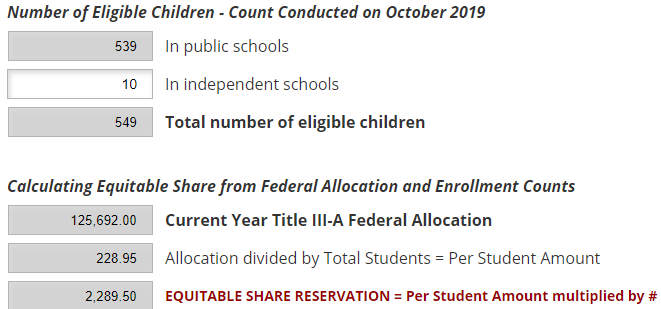 Number of Eligible Children - Count Conducted on October 2019
539 In public schools
10 In independent schools
549 Total number of eligible children
Calculating Equitable Share from Federal Allocation and Enrollment Counts
125,692.00 Current Year Title III-A Federal Allocation
228.95 Allocation divided by Total Students = Per Student Amount
2,289.50 EQUITABLE SHARE RESERVATION = Per Student Amount multiplied by #